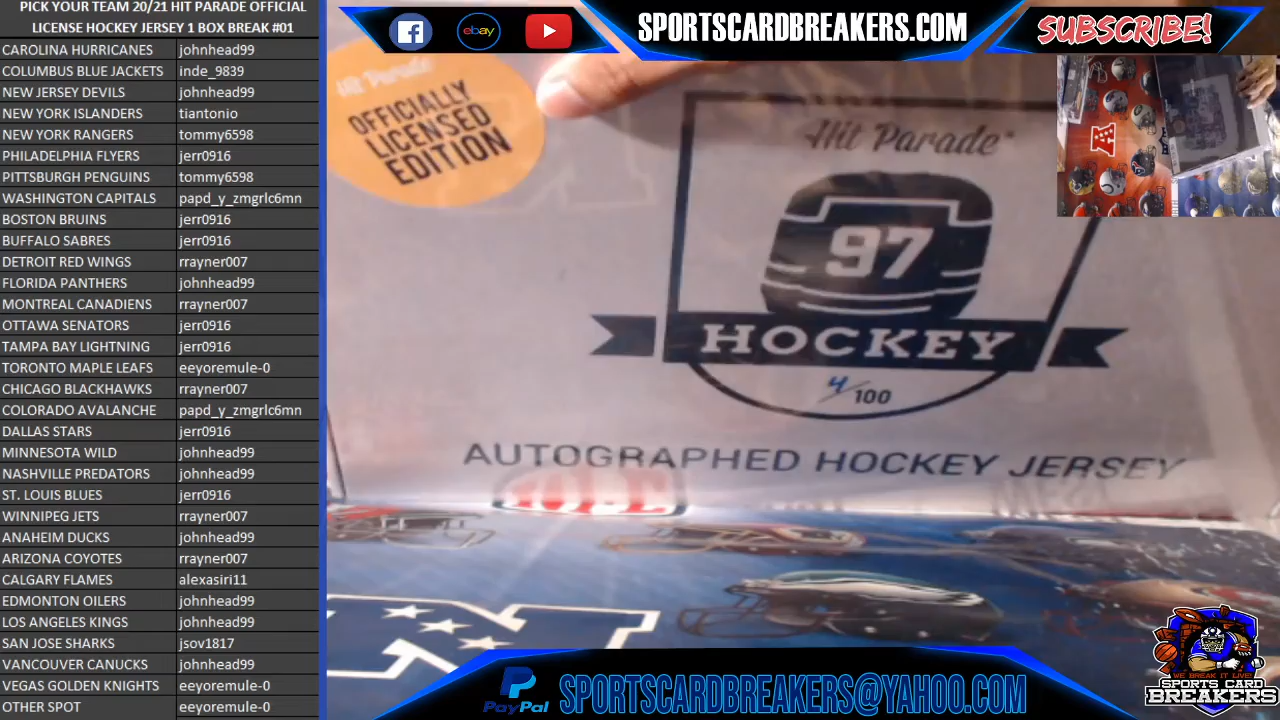 PICK YOUR TEAM 20/21 HIT PARADE OFFICIAL
LICENSE HOCKEY JERSEY 1 BOX BREAK #01
CAROLINA HURRICANES johnhead99
COLUMBUS BLUE JACKETS inde_9839
NEW JERSEY DEVILS johnhead99
NEW YORK ISLANDERS tiantonio
NEW YORK RANGERS tommy6598
PHILADELPHIA FLYERS jerr0916
PITTSBURGH PENGUINS tommy6598
WASHINGTON CAPITALS papd_y_zmgrlc6mn
BOSTON BRUINS jerr0916
BUFFALO SABRES jerr0916
DETROIT RED WINGS rrayner007
FLORIDA PANTHERS johnhead99
MONTREAL CANADIENS rrayner007
OTTAWA SENATORS jerr0916
TAMPA BAY LIGHTNING jerr0916
TORONTO MAPLE LEAFS eeyoremule-0
CHICAGO BLACKHAWKS rrayner007
COLORADO AVALANCHE papd_y_zmgrlc6mn
DALLAS STARS jerr0916
MINNESOTA WILD johnhead99
NASHVILLE PREDATORS johnhead99
ST. LOUIS BLUES jerr0916
WINNIPEG JETS rrayner007
ANAHEIM DUCKS johnhead99
ARIZONA COYOTES rrayner007
CALGARY FLAMES alexasiri11
EDMONTON OILERS johnhead99
LOS ANGELES KINGS johnhead99
SAN JOSE SHARKS jsov1817
VANCOUVER CANUCKS johnhead99
VEGAS GOLDEN KNIGHTS eeyoremule-0
OTHER SPOT eeyoremule-0
ebay
SPORTSCARDBREAKERS.COM
SUBSCRIBE!
Hit Parade
OFFICIALLY
LICENSED
EDITION
Hit Parade
97
HOCKEY
4/100
AUTOGRAPHED HOCKEY JERSEY
PayPal
SPORTSCARDBREAKERS@YAHOO.COM
WE BREAK IT LIVE!
SPORTS CARD
BREAKERS